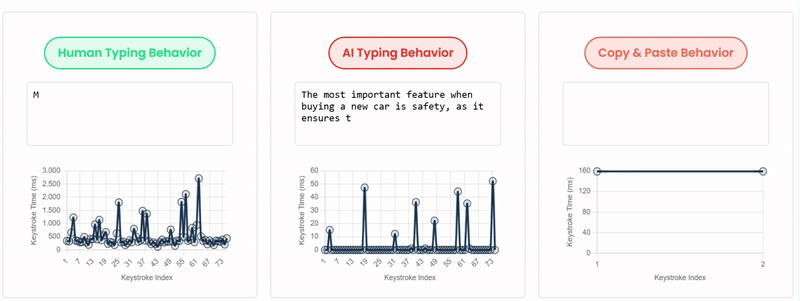 Human Typing Behavior
M
3.000
2.500
2.000
1.500
1.000
500
0
Keystroke Time (ms)
1 7 13 19 25 31 37 43 49 55 61 67 73
Keystroke Index
AI Typing Behavior
The most important feature when
buying a new car is safety, as it
ensures t
60
50
40
30
20
10
0
Keystroke Time (ms)
1 7 13 19 25 31 37 43 49 55 61 67 73
Keystroke Index
Copy & Paste Behavior
160
120
80
40
0
Keystroke Time (ms)
1 2
Keystroke Index